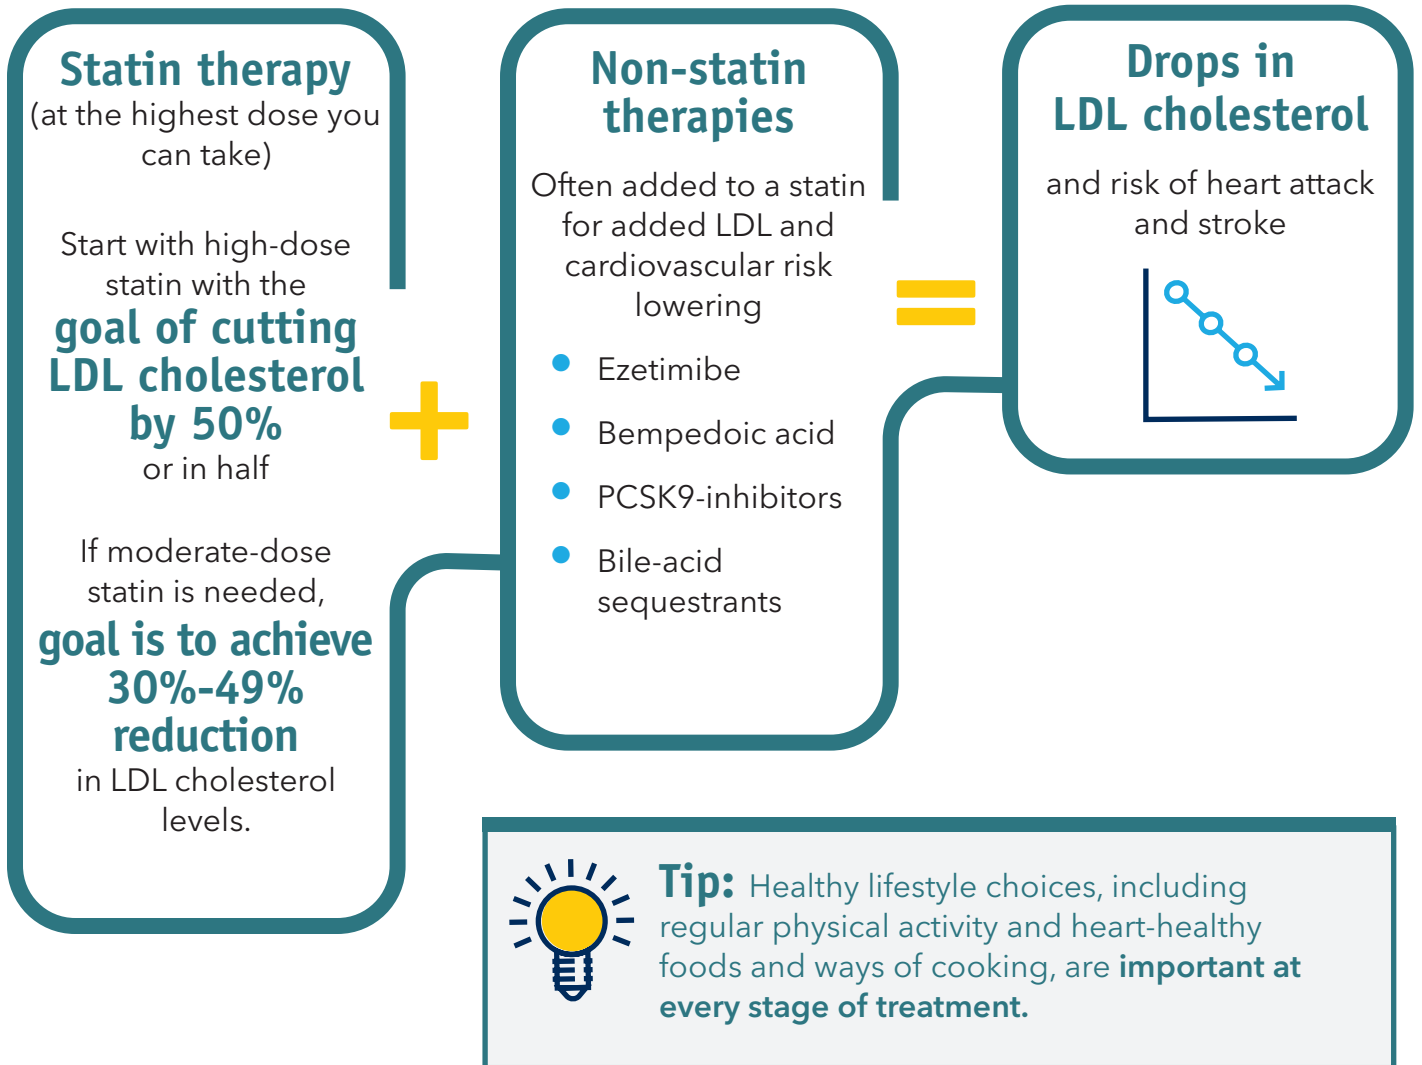 Statin therapy
(at the highest dose you
can take)
Start with high-dose
statin with the
goal of cutting
LDL cholesterol
by 50%
or in half
If moderate-dose
statin is needed,
goal is to achieve
30%-49%
reduction
in LDL cholesterol
levels.
+
Non-statin
therapies
Often added to a statin
for added LDL and
cardiovascular risk
lowering
• Ezetimibe
• Bempedoic acid
• PCSK9-inhibitors
• Bile-acid
sequestrants
=
Drops in
LDL cholesterol
and risk of heart attack
and stroke
Tip: Healthy lifestyle choices, including
regular physical activity and heart-healthy
foods and ways of cooking, are important at
every stage of treatment.